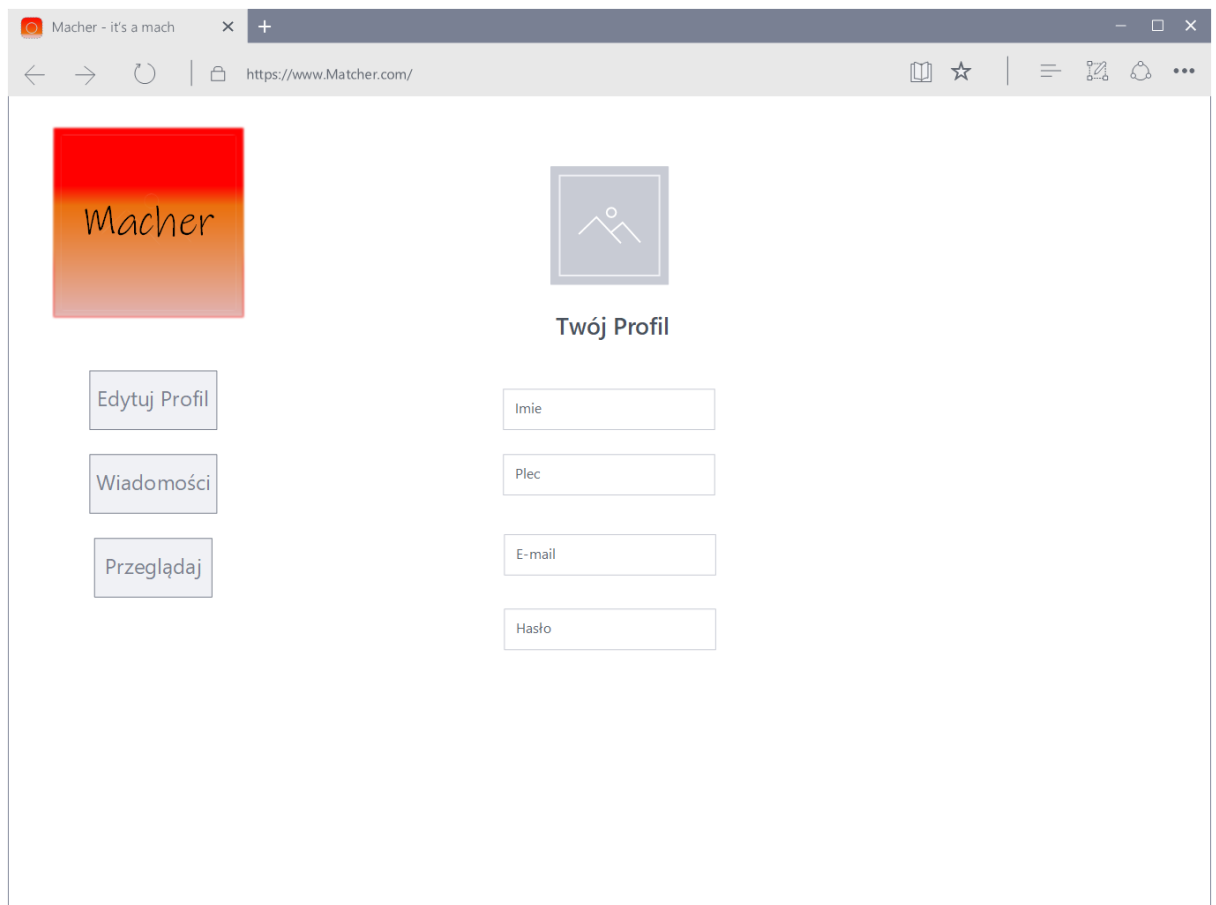 Macher - it's a mach
https://www.Matcher.com/
Macher
Edytuj Profil
Wiadomości
Przeglądaj
Twój Profil
Imie
Plec
E-mail
Hasło